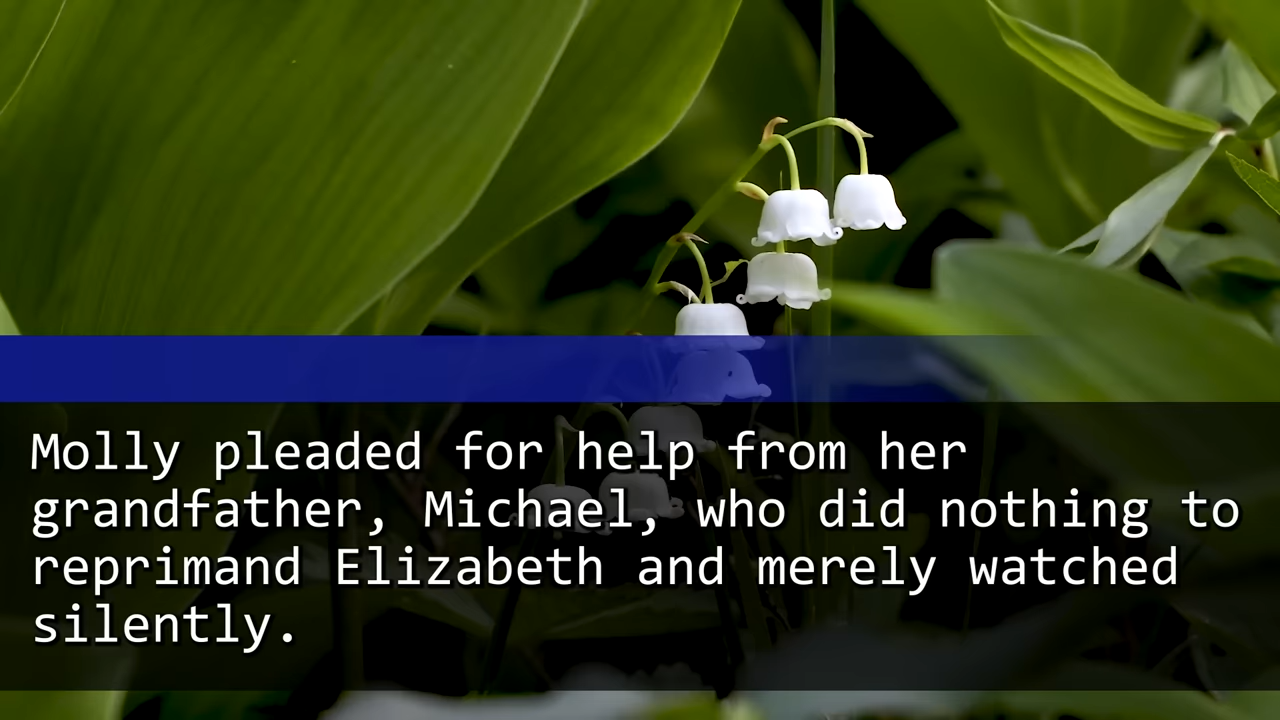 Molly pleaded for help from her
grandfather, Michael, who did nothing to
reprimand Elizabeth and merely watched
silently.